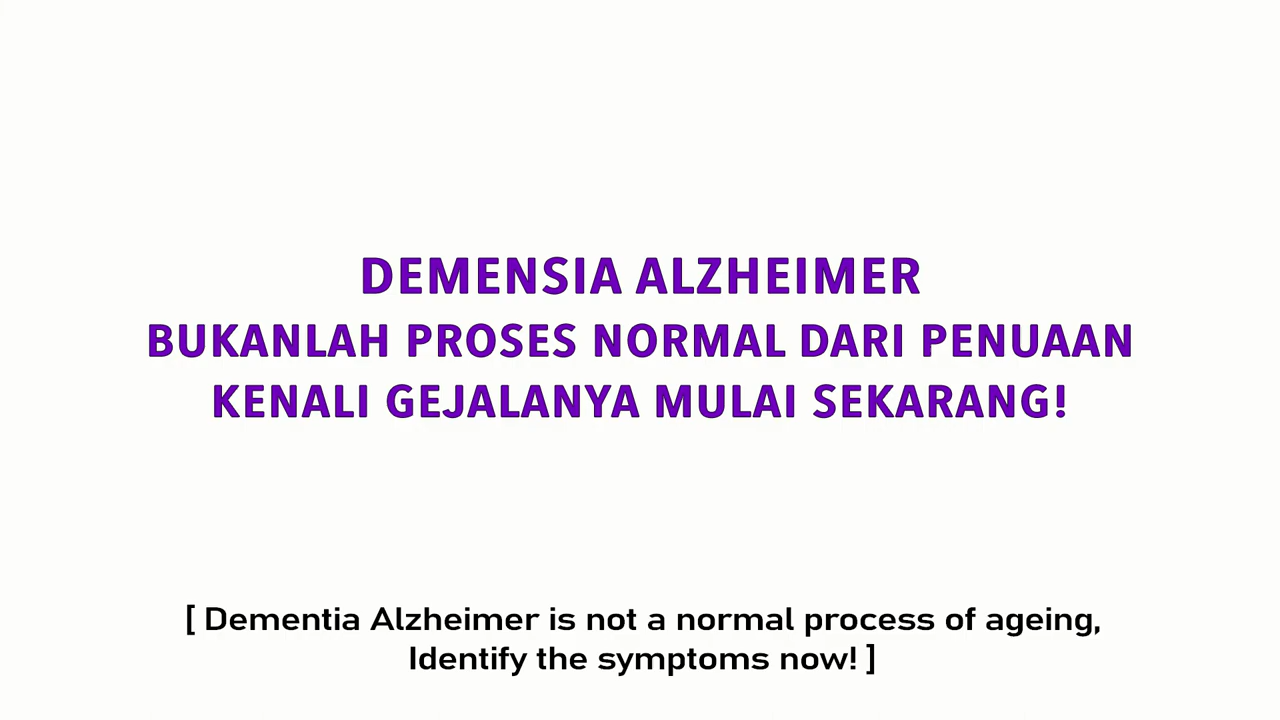 DEMENSIA ALZHEIMER
BUKANLAH PROSES NORMAL DARI PENUAAN
KENALI GEJALANYA MULAI SEKARANG!
[ Dementia Alzheimer is not a normal process of ageing,
Identify the symptoms now! ]